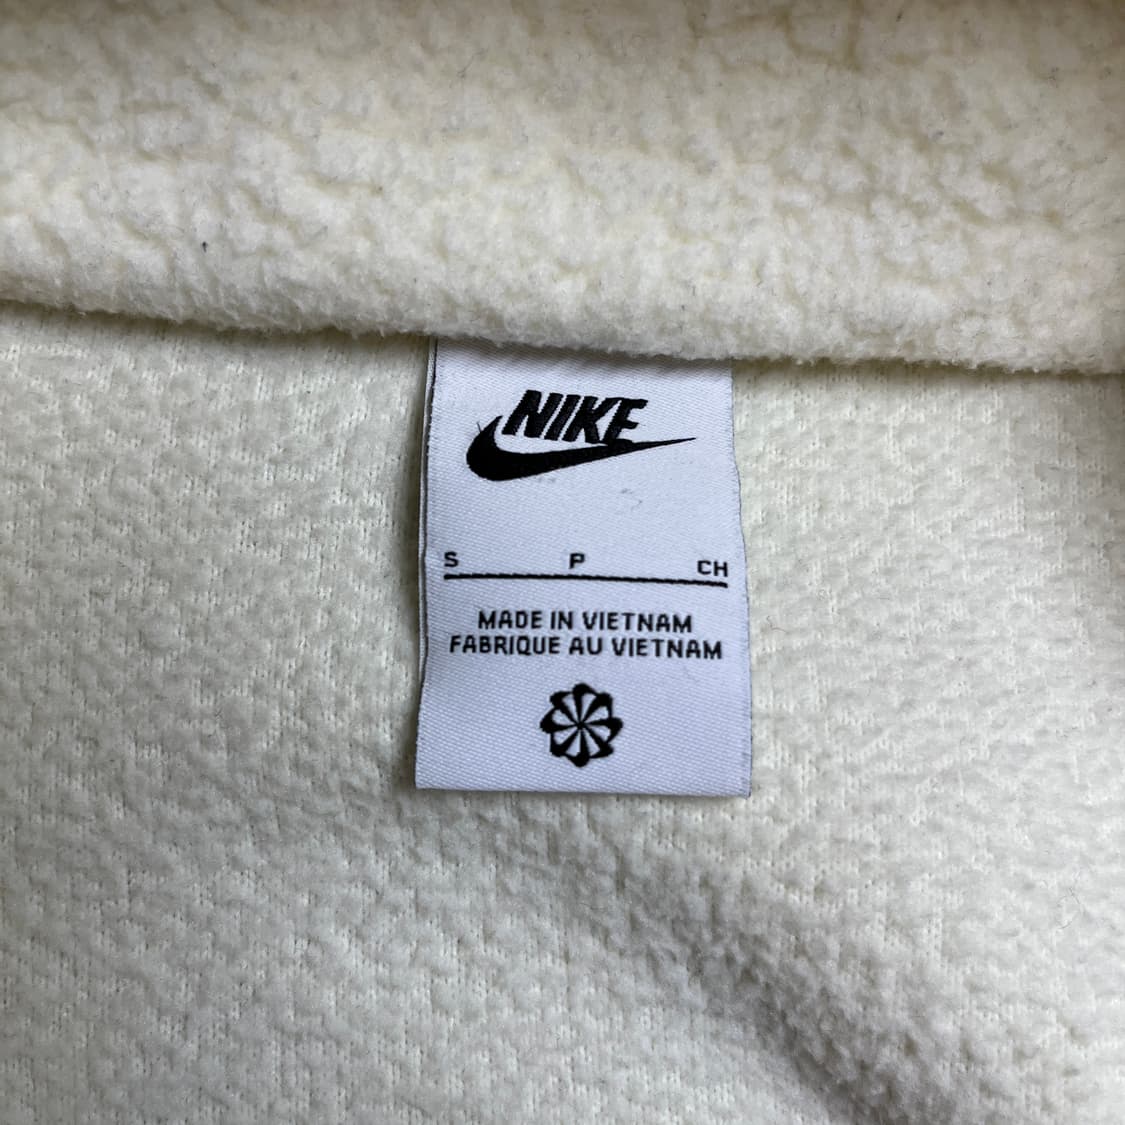 NIKE
S P CH
MADE IN VIETNAM
FABRIQUE AU VIETNAM